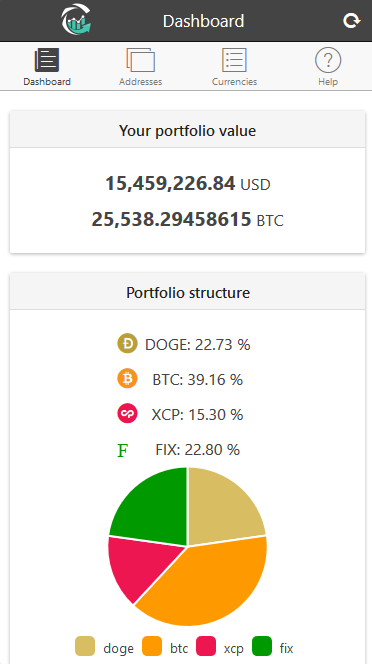 Dashboard
Dashboard Addresses Currencies Help
Your portfolio value
15,459,226.84 USD
25,538.29458615 BTC
Portfolio structure
DOGE: 22.73 %
BTC: 39.16 %
XCP: 15.30 %
F FIX: 22.80 %
doge btc xcp fix